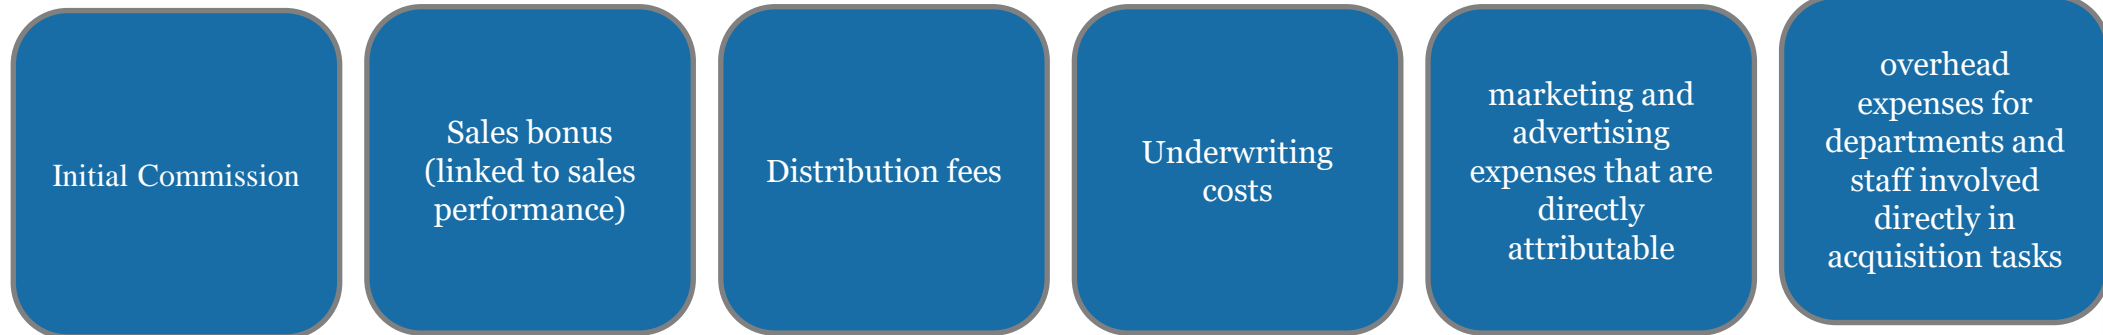 Initial Commission
Sales bonus
(linked to sales
performance)
Distribution fees
Underwriting
costs
marketing and
advertising
expenses that are
directly
attributable
overhead
expenses for
departments and
staff involved
directly in
acquisition tasks